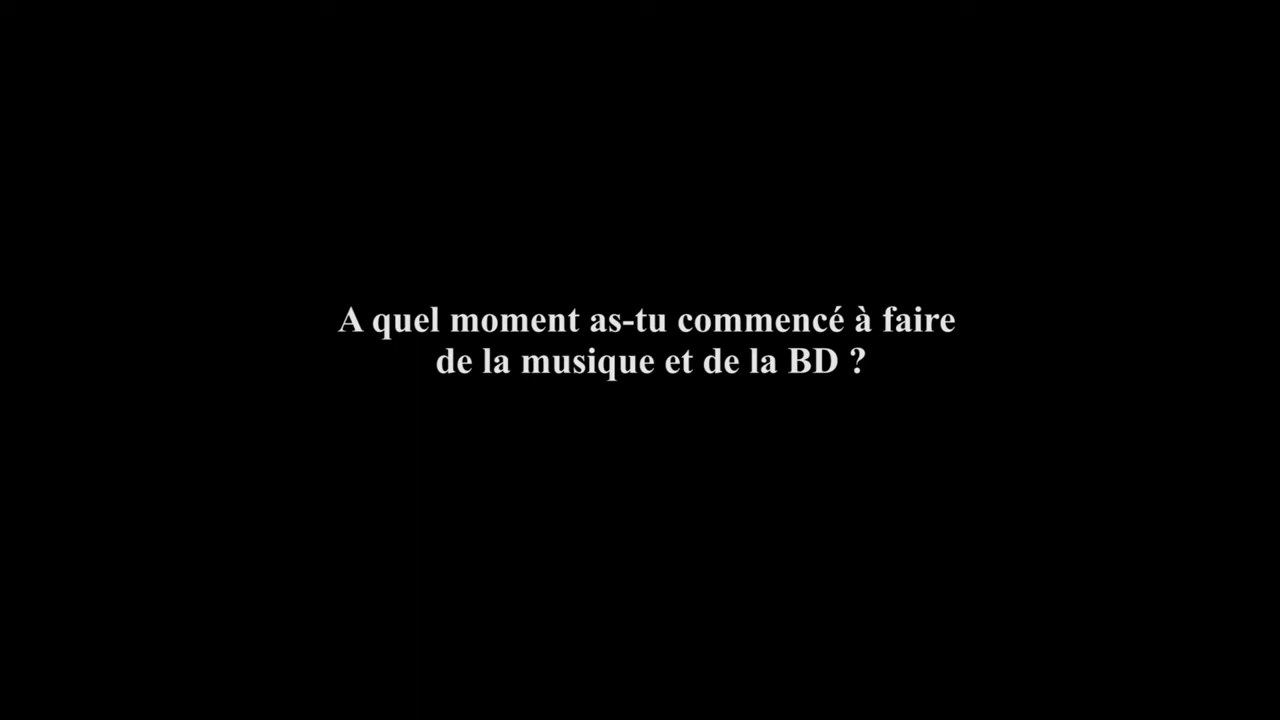 A quel moment as-tu commencé à faire
de la musique et de la BD ?